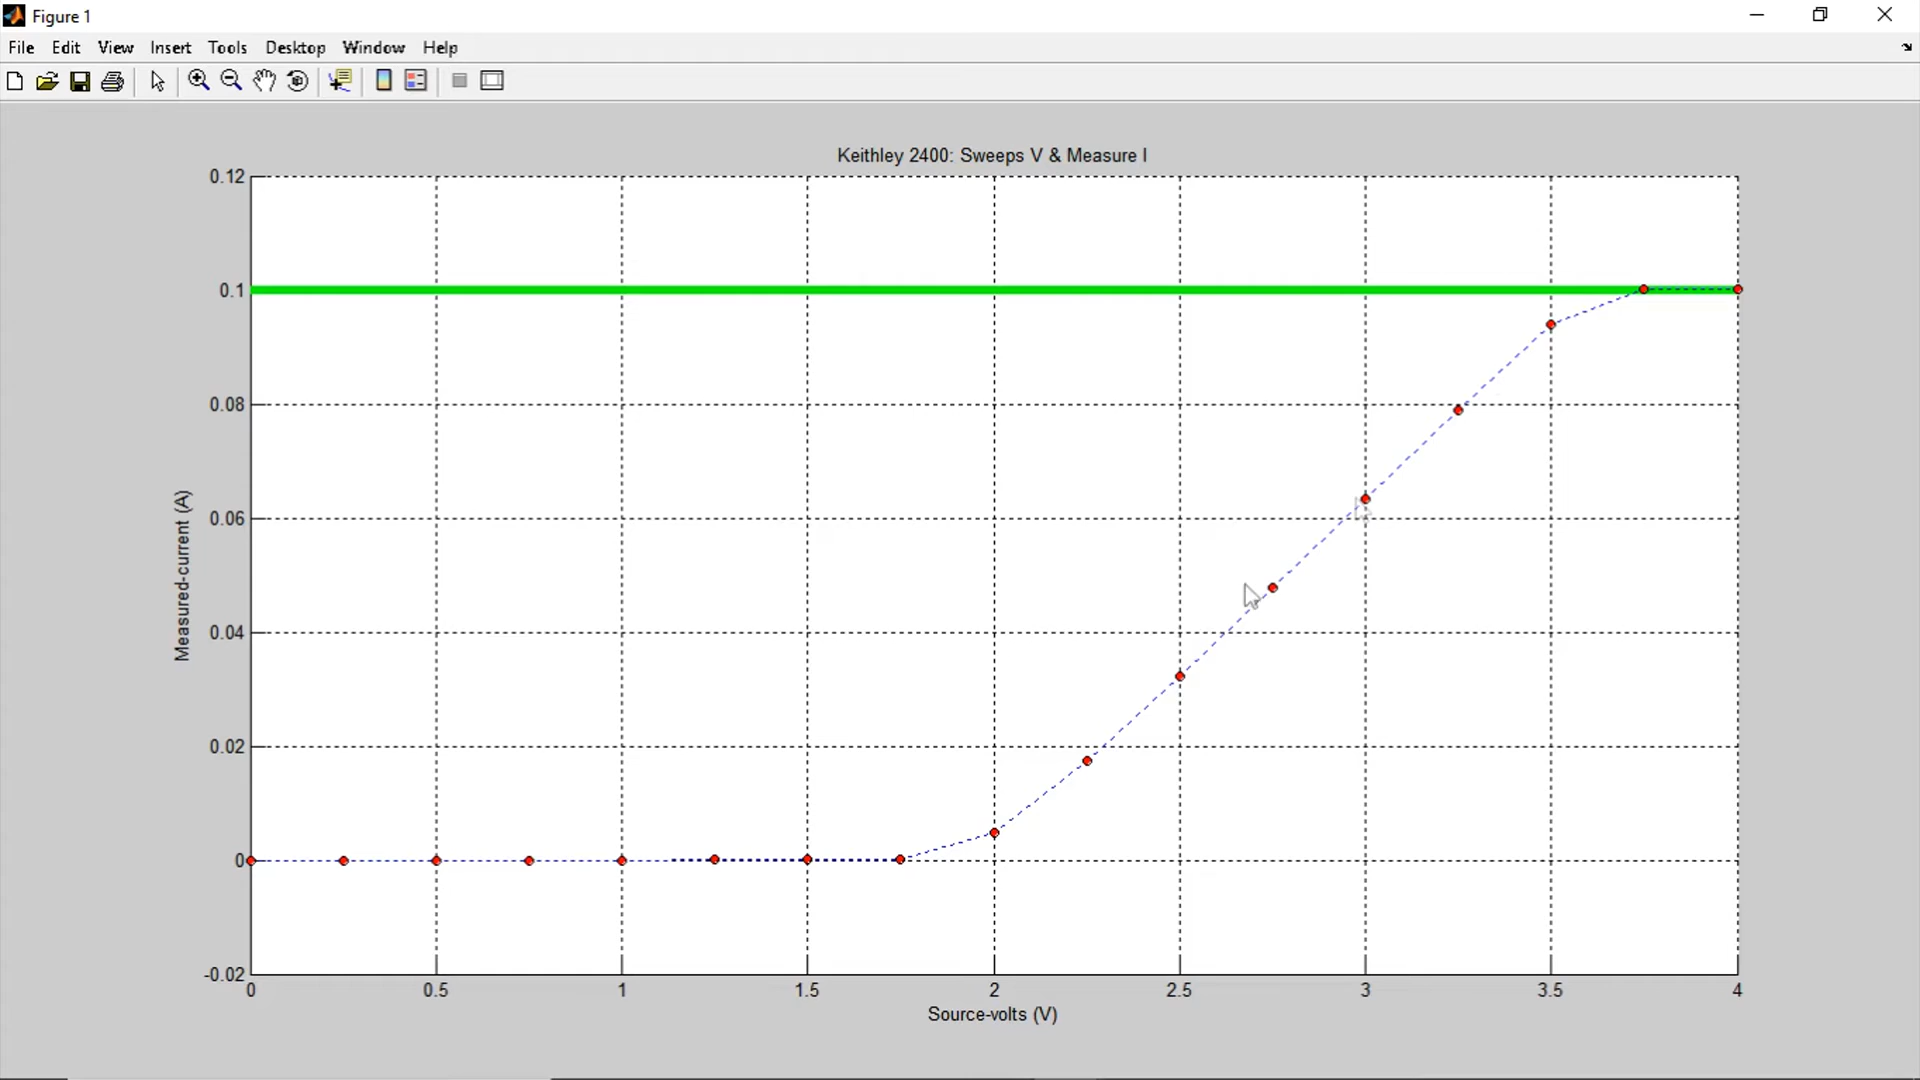 Figure 1
File Edit View Insert Tools Desktop Window Help
Keithley 2400: Sweeps V & Measure I
0.12
0.1
0.08
0.06
0.04
0.02
0
-0.02
Measured-current (A)
0 0.5 1 1.5 2 2.5 3 3.5 4
Source-volts (V)